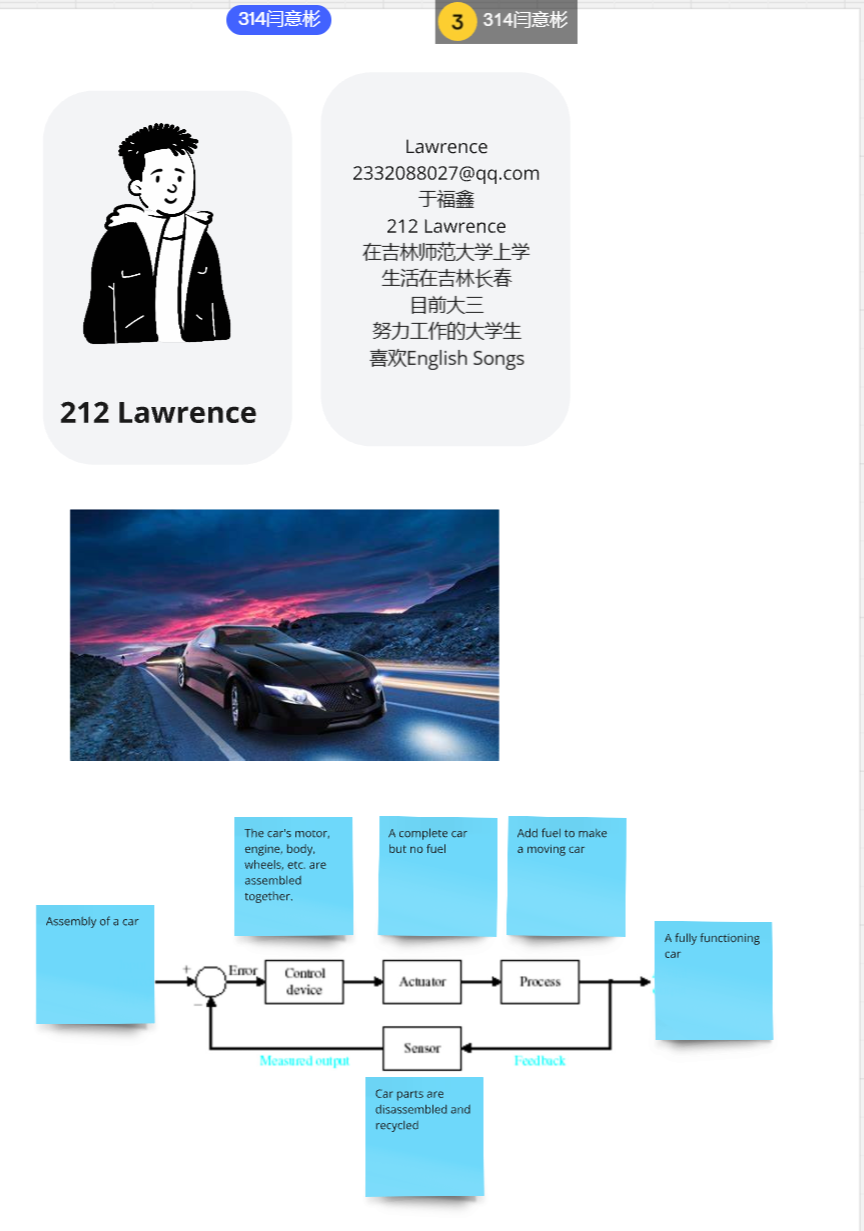 314闫意彬
3 314闫意彬
Lawrence
2332088027@qq.com
于福鑫
212 Lawrence
在吉林师范大学上学
生活在吉林长春
目前大三
努力工作的大学生
喜欢English Songs
212 Lawrence
The car's motor,
engine, body,
wheels, etc. are
assembled
together.
A complete car
but no fuel
Add fuel to make
a moving car
Assembly of a car
A fully functioning
car
+
Error
Control
device
Actuator
Process
−
Sensor
Measured output
Feedback
Car parts are
disassembled and
recycled